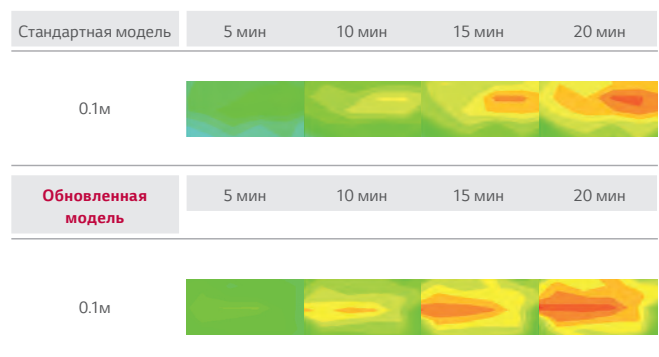 Стандартная модель 5 мин 10 мин 15 мин 20 мин
0.1м
Обновленная 5 мин 10 мин 15 мин 20 мин
модель
0.1м